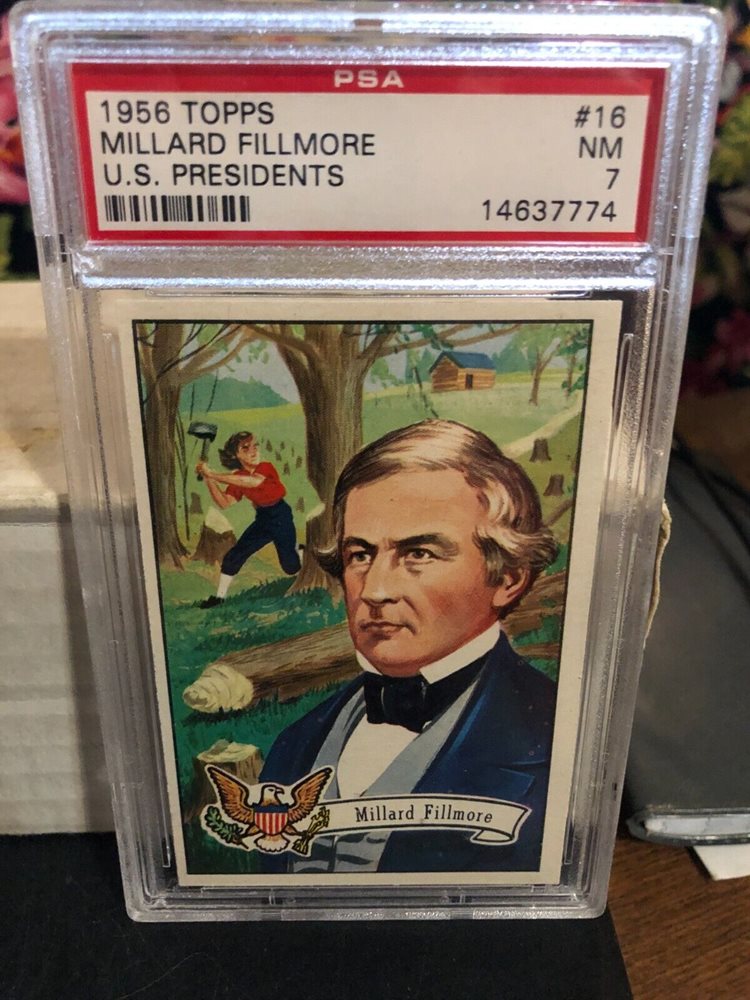 PSA
1956 TOPPS #16
MILLARD FILLMORE NM
U.S. PRESIDENTS 7
14637774
Millard Fillmore